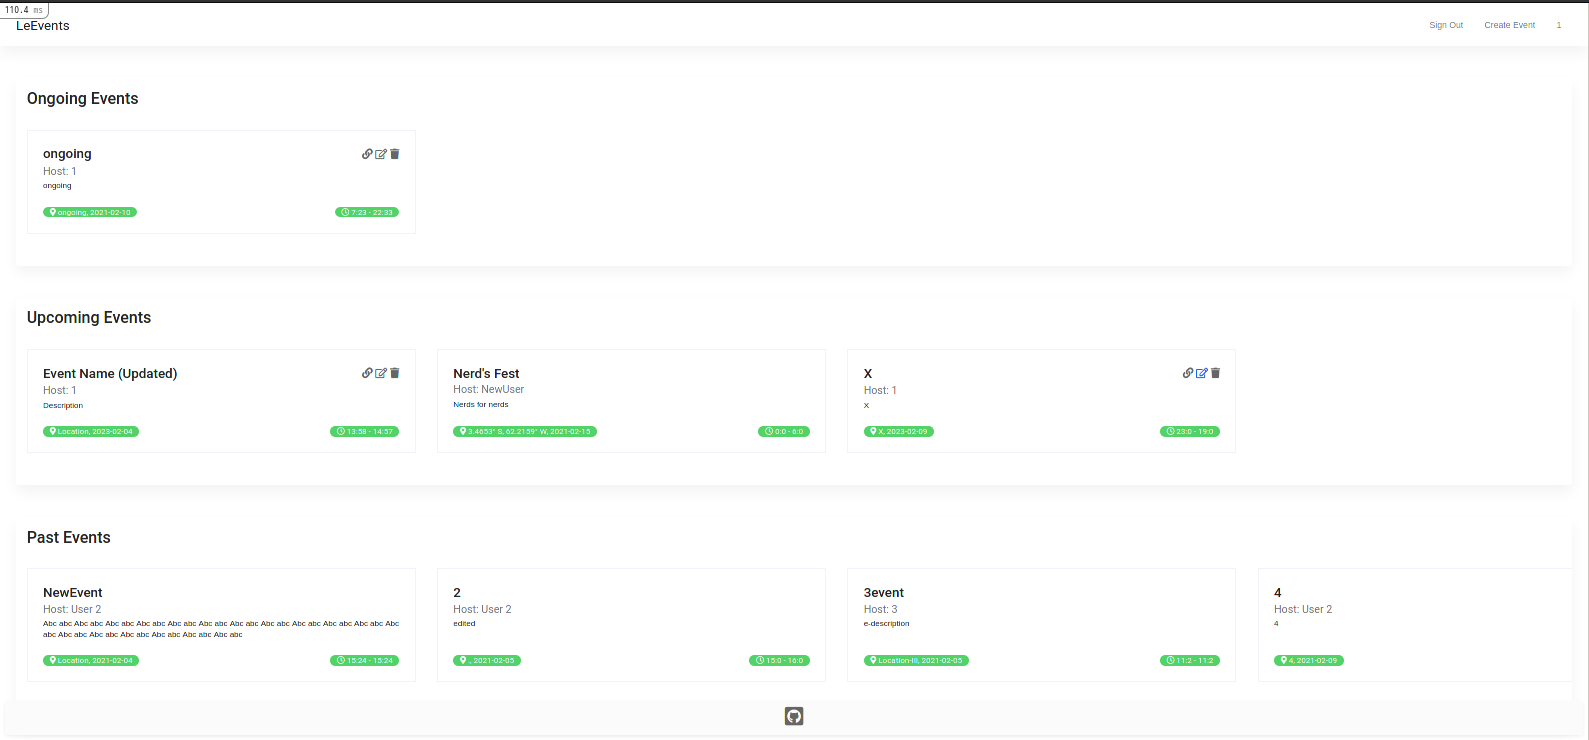 110.4 ms
LeEvents
Sign Out Create Event 1
Ongoing Events
ongoing
Host: 1
ongoing
ongoing, 2021-02-10 7:23 - 22:33
Upcoming Events
Event Name (Updated)
Host: 1
Description
Location, 2023-02-04 13:58 - 14:57
Nerd's Fest
Host: NewUser
Nerds for nerds
3.4653° S, 62.2159° W, 2021-02-15 0:0 - 6:0
X
Host: 1
X
X, 2023-02-09 23:0 - 19:0
Past Events
NewEvent
Host: User 2
Abc abc Abc abc Abc abc Abc abc Abc abc Abc abc Abc abc Abc abc Abc abc Abc abc Abc abc Abc
abc Abc abc Abc abc Abc abc Abc abc Abc abc Abc abc
Location, 2021-02-04 15:24 - 15:24
2
Host: User 2
edited
., 2021-02-05 15:0 - 16:0
3event
Host: 3
e-description
Location-III, 2021-02-05 11:2 - 11:2
4
Host: User 2
4
4, 2021-02-09